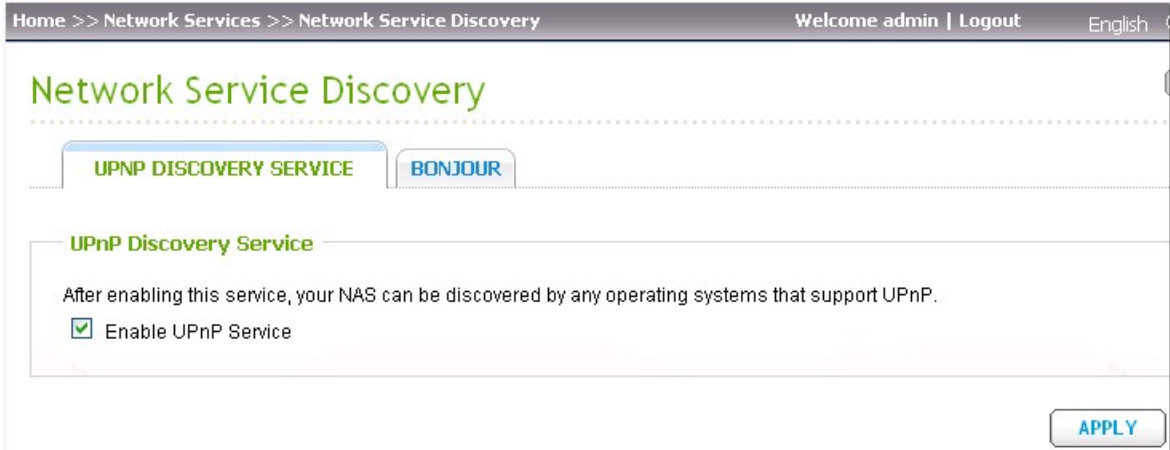 Home >> Network Services >> Network Service Discovery Welcome admin | Logout English
Network Service Discovery
UPNP DISCOVERY SERVICE BONJOUR
UPnP Discovery Service
After enabling this service, your NAS can be discovered by any operating systems that support UPnP.
Enable UPnP Service
APPLY